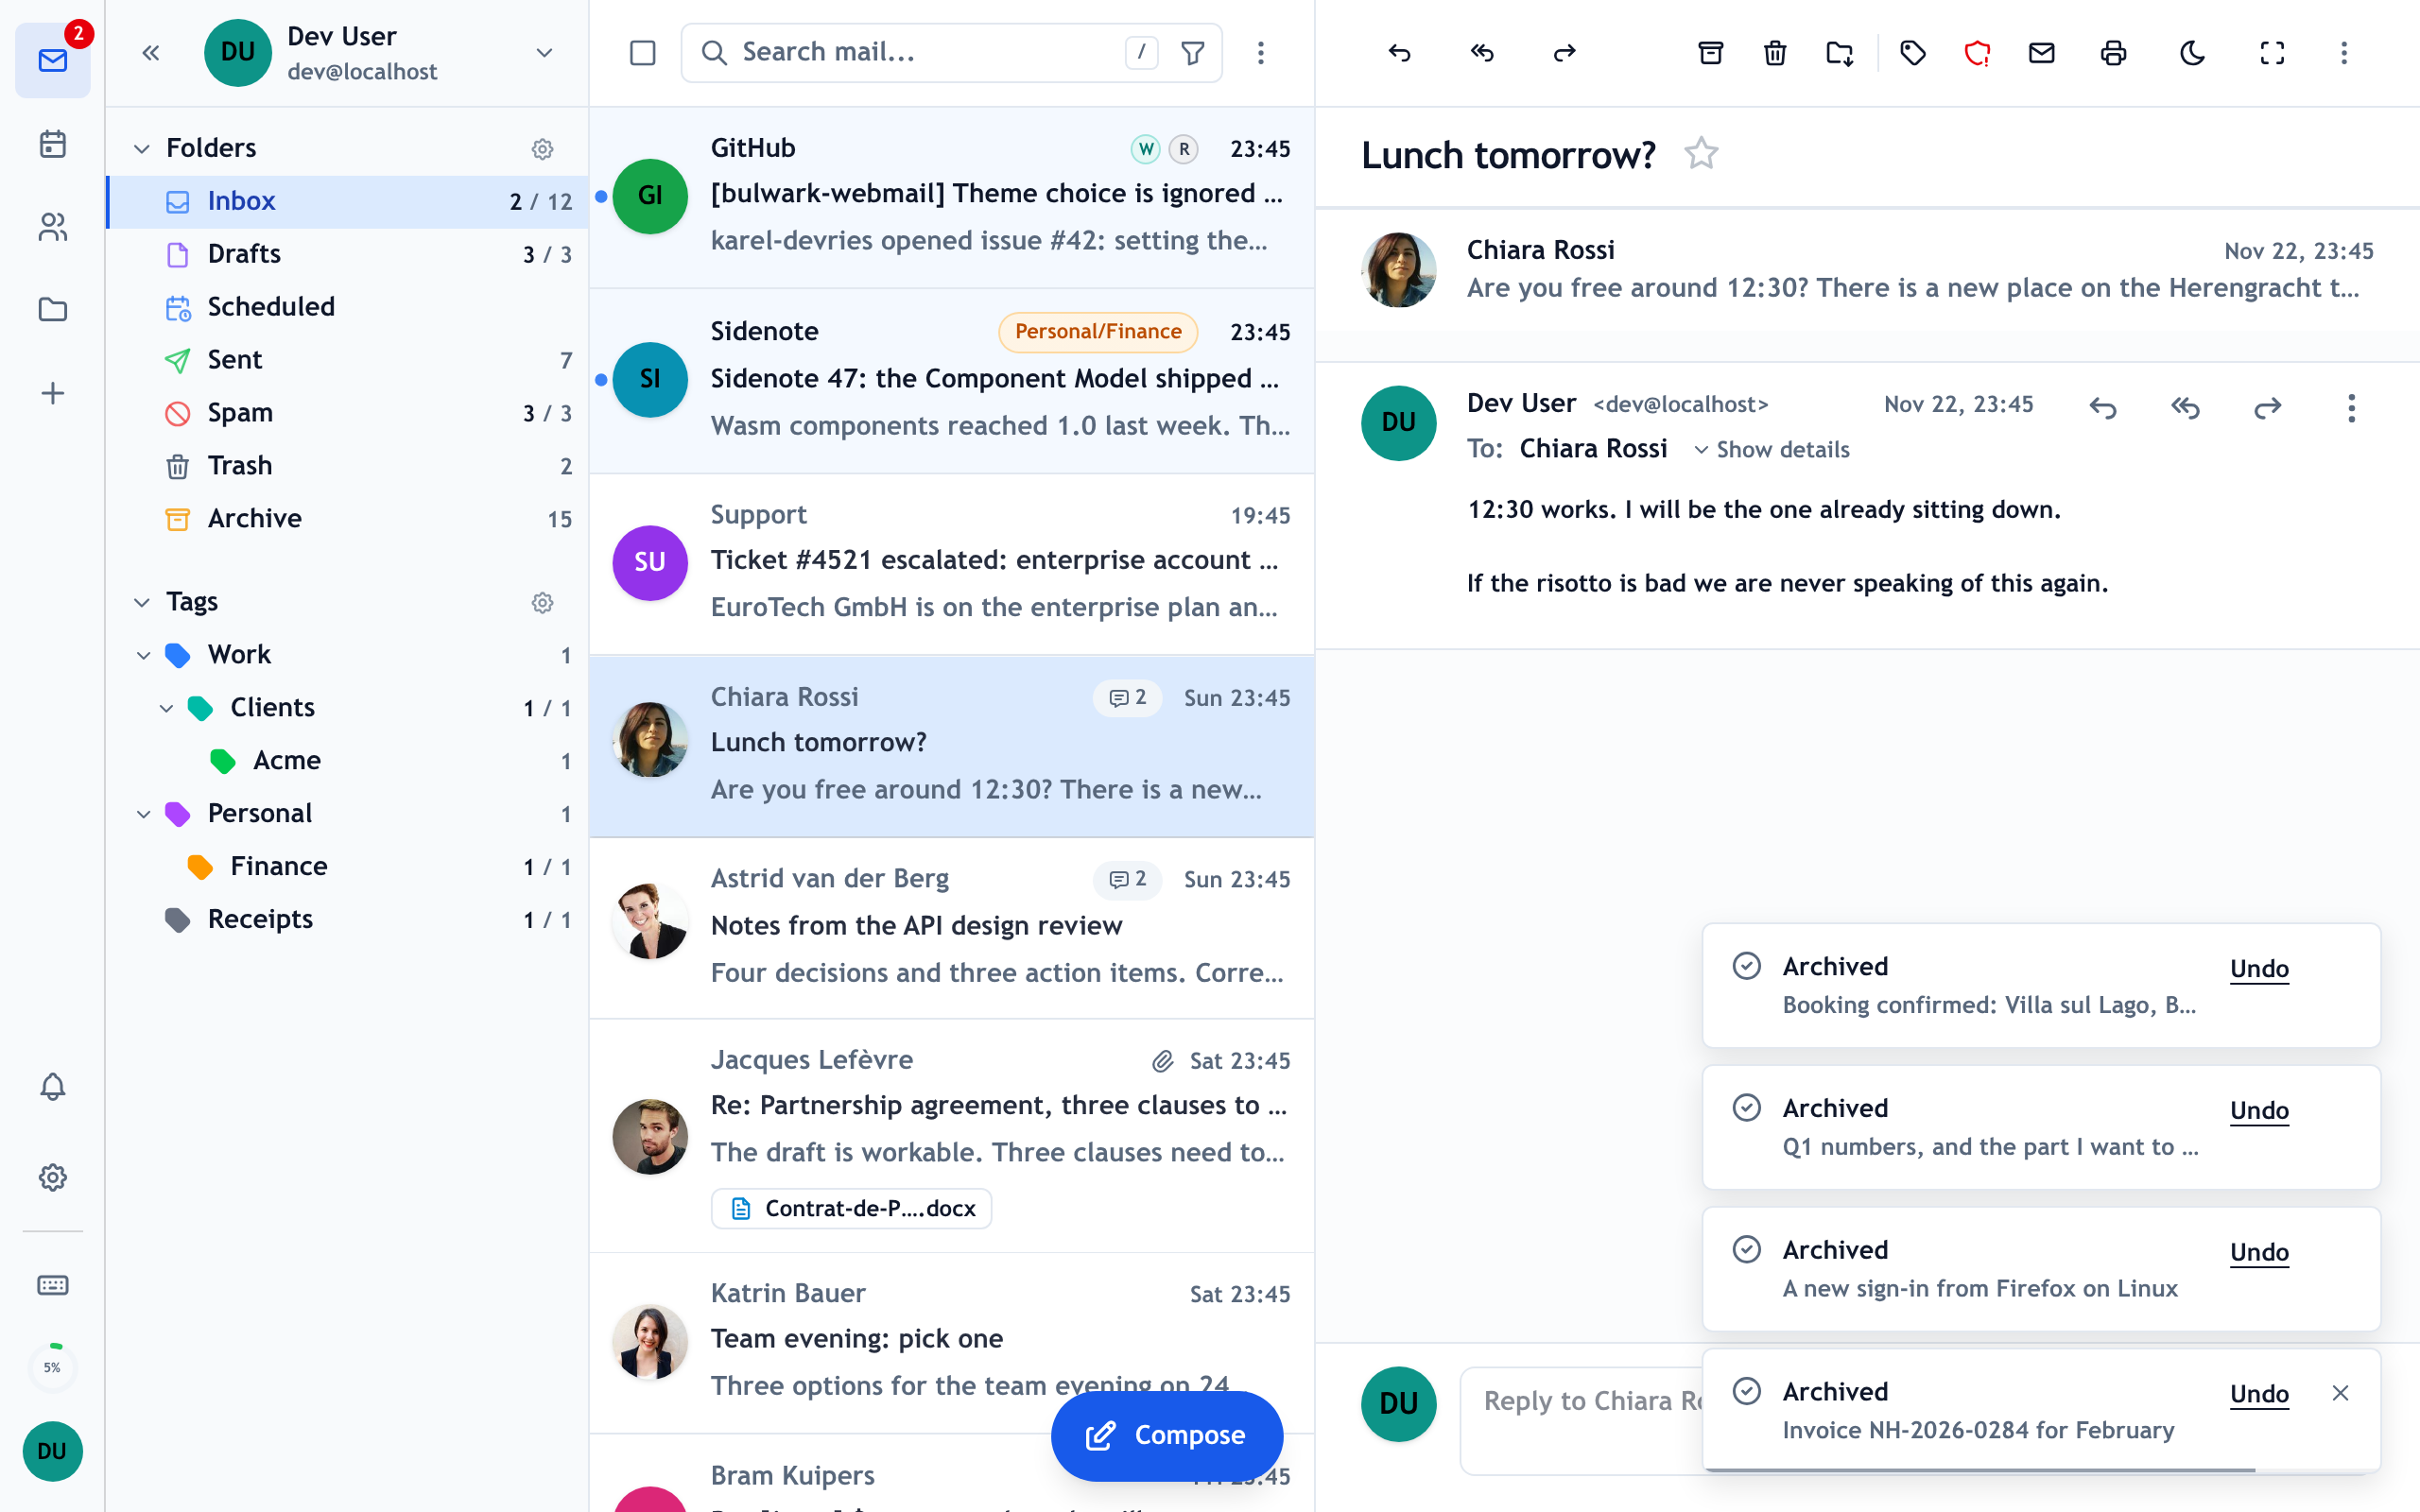 2
DU
Dev User
dev@localhost
Folders
Inbox 2 / 12
Drafts 3 / 3
Scheduled
Sent 7
Spam 3 / 3
Trash 2
Archive 15
Tags
Work 1
Clients 1 / 1
Acme 1
Personal 1
Finance 1 / 1
Receipts 1 / 1
5%
DU
Search mail... /
GI
GitHub W R 23:45
[bulwark-webmail] Theme choice is ignored ...
karel-devries opened issue #42: setting the...
SI
Sidenote Personal/Finance 23:45
Sidenote 47: the Component Model shipped ...
Wasm components reached 1.0 last week. Th...
SU
Support 19:45
Ticket #4521 escalated: enterprise account ...
EuroTech GmbH is on the enterprise plan an...
Chiara Rossi 2 Sun 23:45
Lunch tomorrow?
Are you free around 12:30? There is a new...
Astrid van der Berg 2 Sun 23:45
Notes from the API design review
Four decisions and three action items. Corre...
Jacques Lefèvre Sat 23:45
Re: Partnership agreement, three clauses to ...
The draft is workable. Three clauses need to...
Contrat-de-P....docx
Katrin Bauer Sat 23:45
Team evening: pick one
Three options for the team evening on 24
Compose
Bram Kuipers
Lunch tomorrow?
Chiara Rossi Nov 22, 23:45
Are you free around 12:30? There is a new place on the Herengracht t...
DU
Dev User <dev@localhost> Nov 22, 23:45
To: Chiara Rossi Show details
12:30 works. I will be the one already sitting down.
If the risotto is bad we are never speaking of this again.
Archived Undo
Booking confirmed: Villa sul Lago, B...
Archived Undo
Q1 numbers, and the part I want to ...
Archived Undo
A new sign-in from Firefox on Linux
Archived Undo
Invoice NH-2026-0284 for February
DU
Reply to Chiara